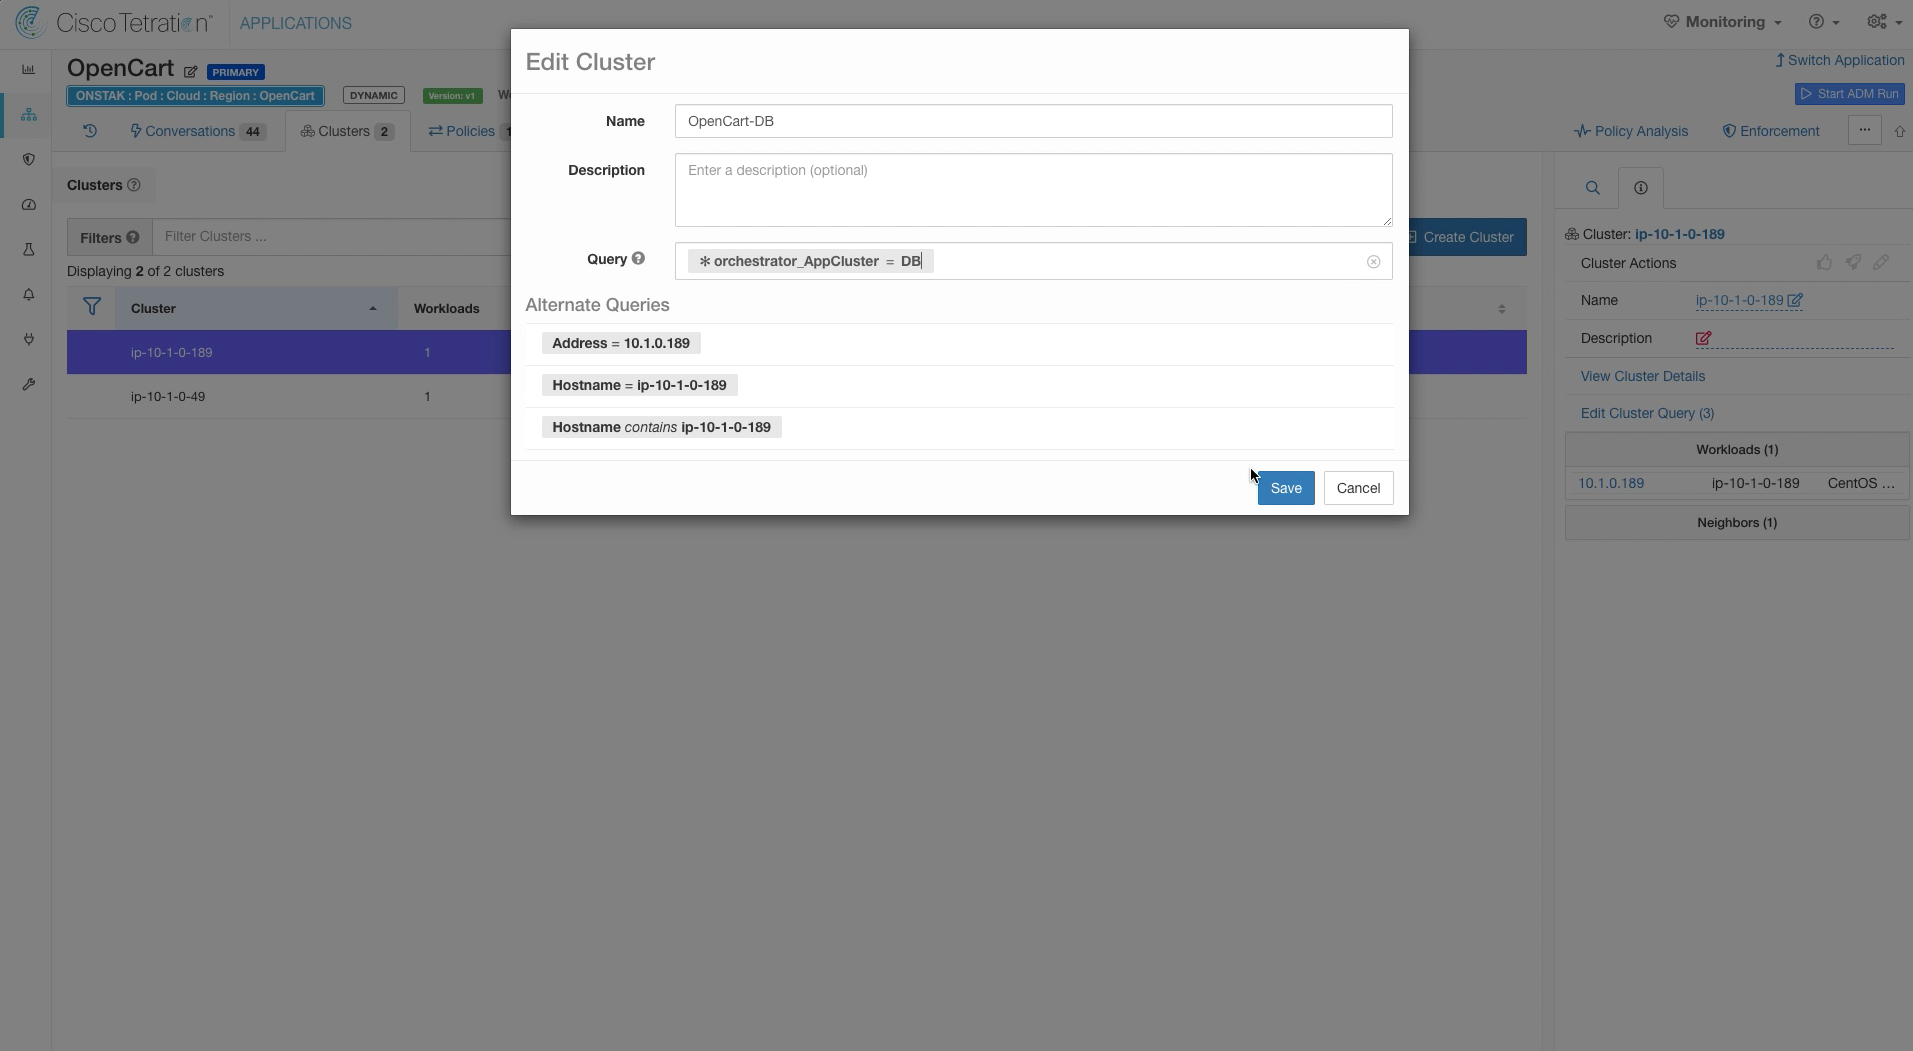 Cisco Tetration™ APPLICATIONS Monitoring
OpenCart PRIMARY
Switch Application
ONSTAK : Pod : Cloud : Region : OpenCart DYNAMIC Version: v1
Start ADM Run
Conversations 44 Clusters 2 Policies
Policy Analysis Enforcement ...
Clusters
Filters Filter Clusters ...
Create Cluster
Displaying 2 of 2 clusters
Cluster Workloads
ip-10-1-0-189 1
ip-10-1-0-49 1
Edit Cluster
Name OpenCart-DB
Description Enter a description (optional)
Query * orchestrator_AppCluster = DB
Alternate Queries
Address = 10.1.0.189
Hostname = ip-10-1-0-189
Hostname contains ip-10-1-0-189
Save Cancel
Cluster: ip-10-1-0-189
Cluster Actions
Name ip-10-1-0-189
Description
View Cluster Details
Edit Cluster Query (3)
Workloads (1)
10.1.0.189 ip-10-1-0-189 CentOS ...
Neighbors (1)